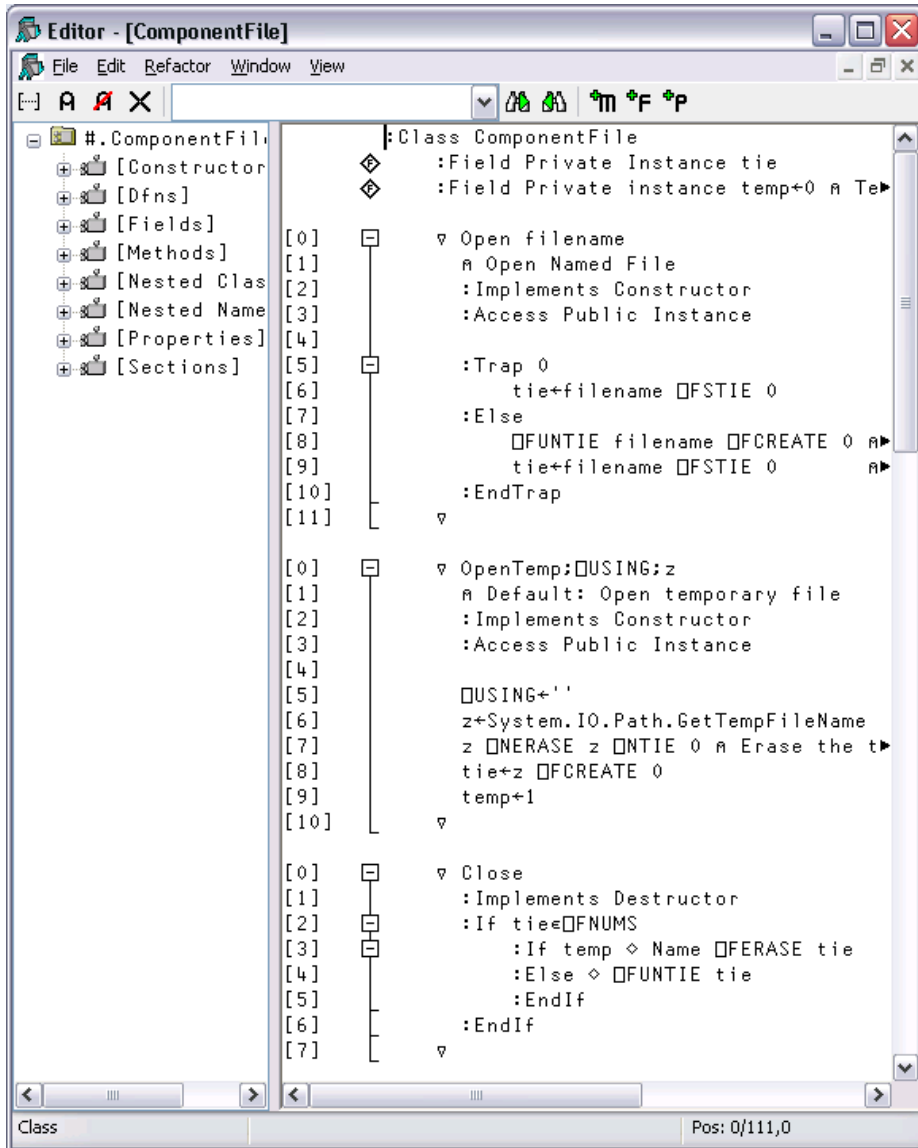 Editor - [ComponentFile]
File Edit Refactor Window View
[···] A A X m F P
#.ComponentFil
[Constructor
[Dfns]
[Fields]
[Methods]
[Nested Clas
[Nested Name
[Properties]
[Sections]
:Class ComponentFile
F :Field Private Instance tie
F :Field Private instance temp←0 ⍝ Te
[0] ∇ Open filename
[1] ⍝ Open Named File
[2] :Implements Constructor
[3] :Access Public Instance
[4]
[5] :Trap 0
[6] tie←filename ⎕FSTIE 0
[7] :Else
[8] ⎕FUNTIE filename ⎕FCREATE 0 ⍝
[9] tie←filename ⎕FSTIE 0 ⍝
[10] :EndTrap
[11] ∇
[0] ∇ OpenTemp;⎕USING;z
[1] ⍝ Default: Open temporary file
[2] :Implements Constructor
[3] :Access Public Instance
[4]
[5] ⎕USING←''
[6] z←System.IO.Path.GetTempFileName
[7] z ⎕NERASE z ⎕NTIE 0 ⍝ Erase the t
[8] tie←z ⎕FCREATE 0
[9] temp←1
[10] ∇
[0] ∇ Close
[1] :Implements Destructor
[2] :If tie∊⎕FNUMS
[3] :If temp ⋄ Name ⎕FERASE tie
[4] :Else ⋄ ⎕FUNTIE tie
[5] :EndIf
[6] :EndIf
[7] ∇
Class Pos: 0/111,0